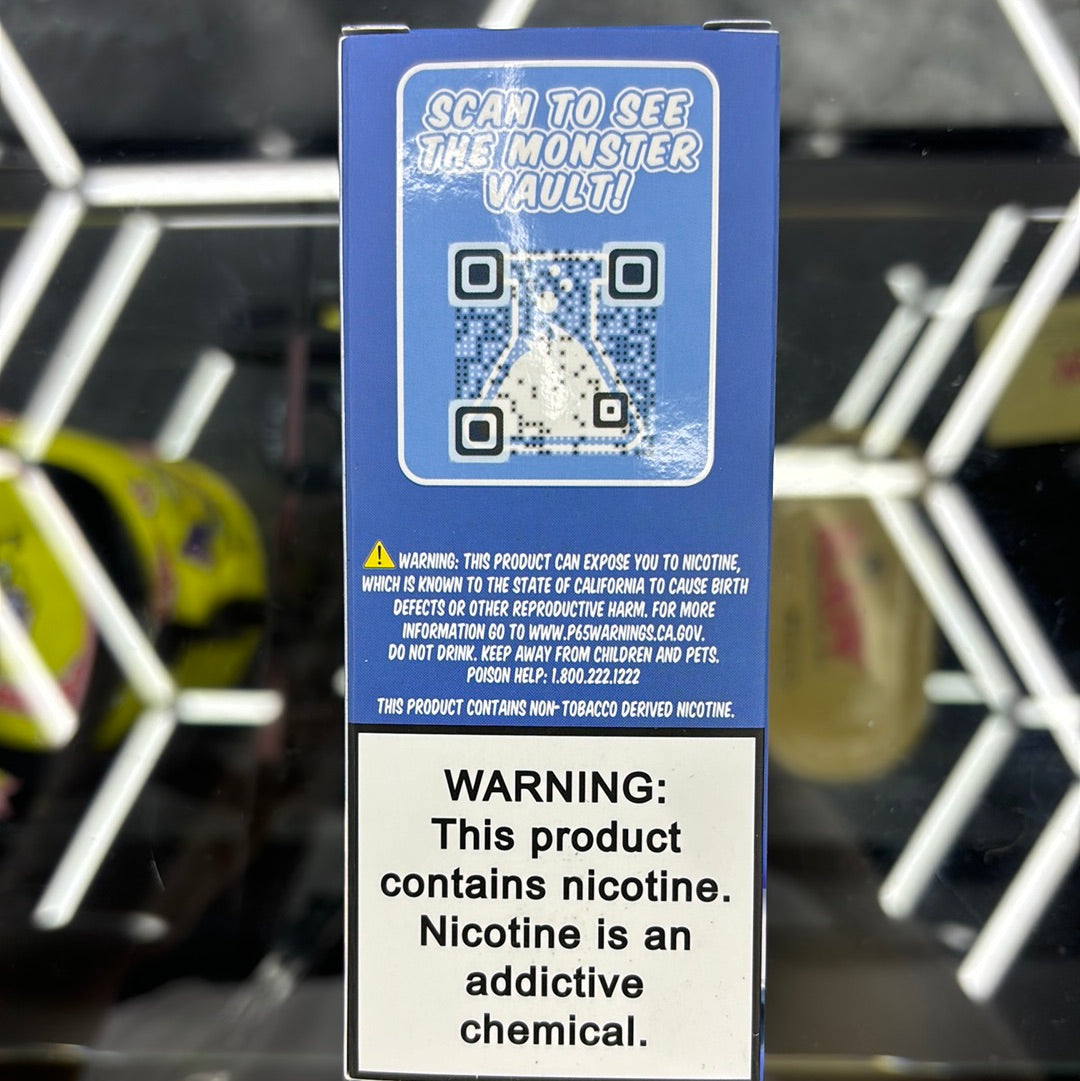 SCAN TO SEE
THE MONSTER
VAULT!
WARNING: THIS PRODUCT CAN EXPOSE YOU TO NICOTINE,
WHICH IS KNOWN TO THE STATE OF CALIFORNIA TO CAUSE BIRTH
DEFECTS OR OTHER REPRODUCTIVE HARM. FOR MORE
INFORMATION GO TO WWW.P65WARNINGS.CA.GOV.
DO NOT DRINK. KEEP AWAY FROM CHILDREN AND PETS.
POISON HELP: 1.800.222.1222
THIS PRODUCT CONTAINS NON-TOBACCO DERIVED NICOTINE.
WARNING:
This product
contains nicotine.
Nicotine is an
addictive
chemical.